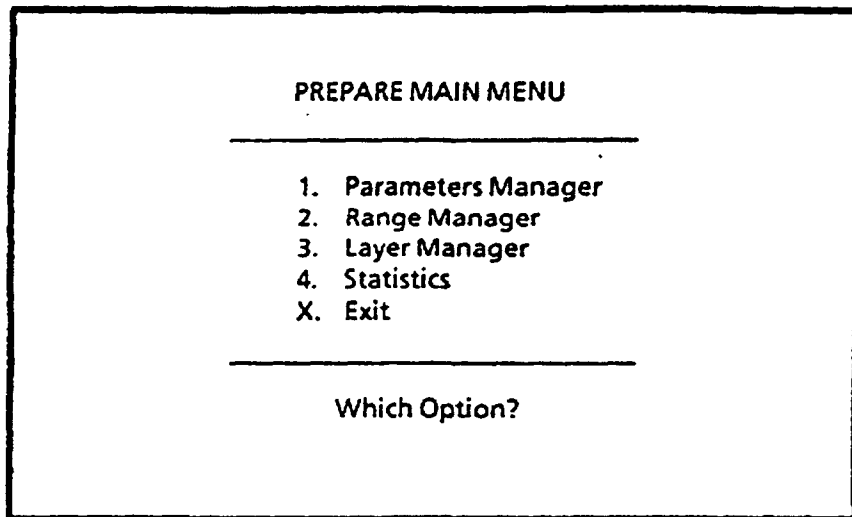 PREPARE MAIN MENU
1. Parameters Manager
2. Range Manager
3. Layer Manager
4. Statistics
X. Exit
Which Option?